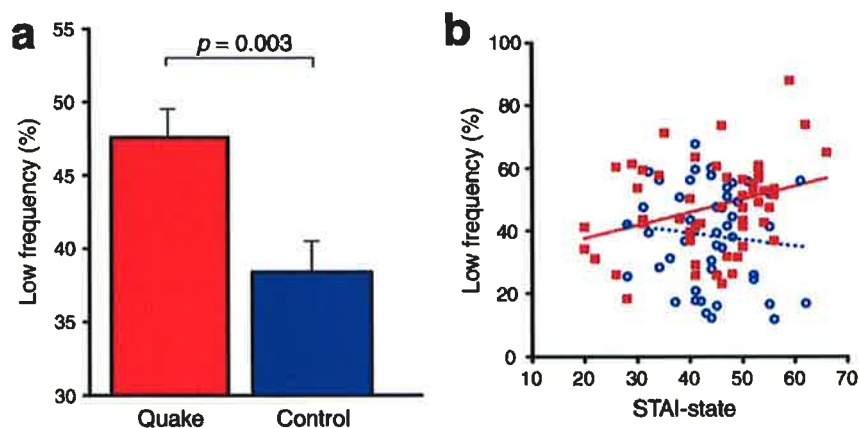 a
p = 0.003
Low frequency (%)
55
50
45
40
35
30
Quake Control
b
Low frequency (%)
100
80
60
40
20
0
10 20 30 40 50 60 70
STAI-state